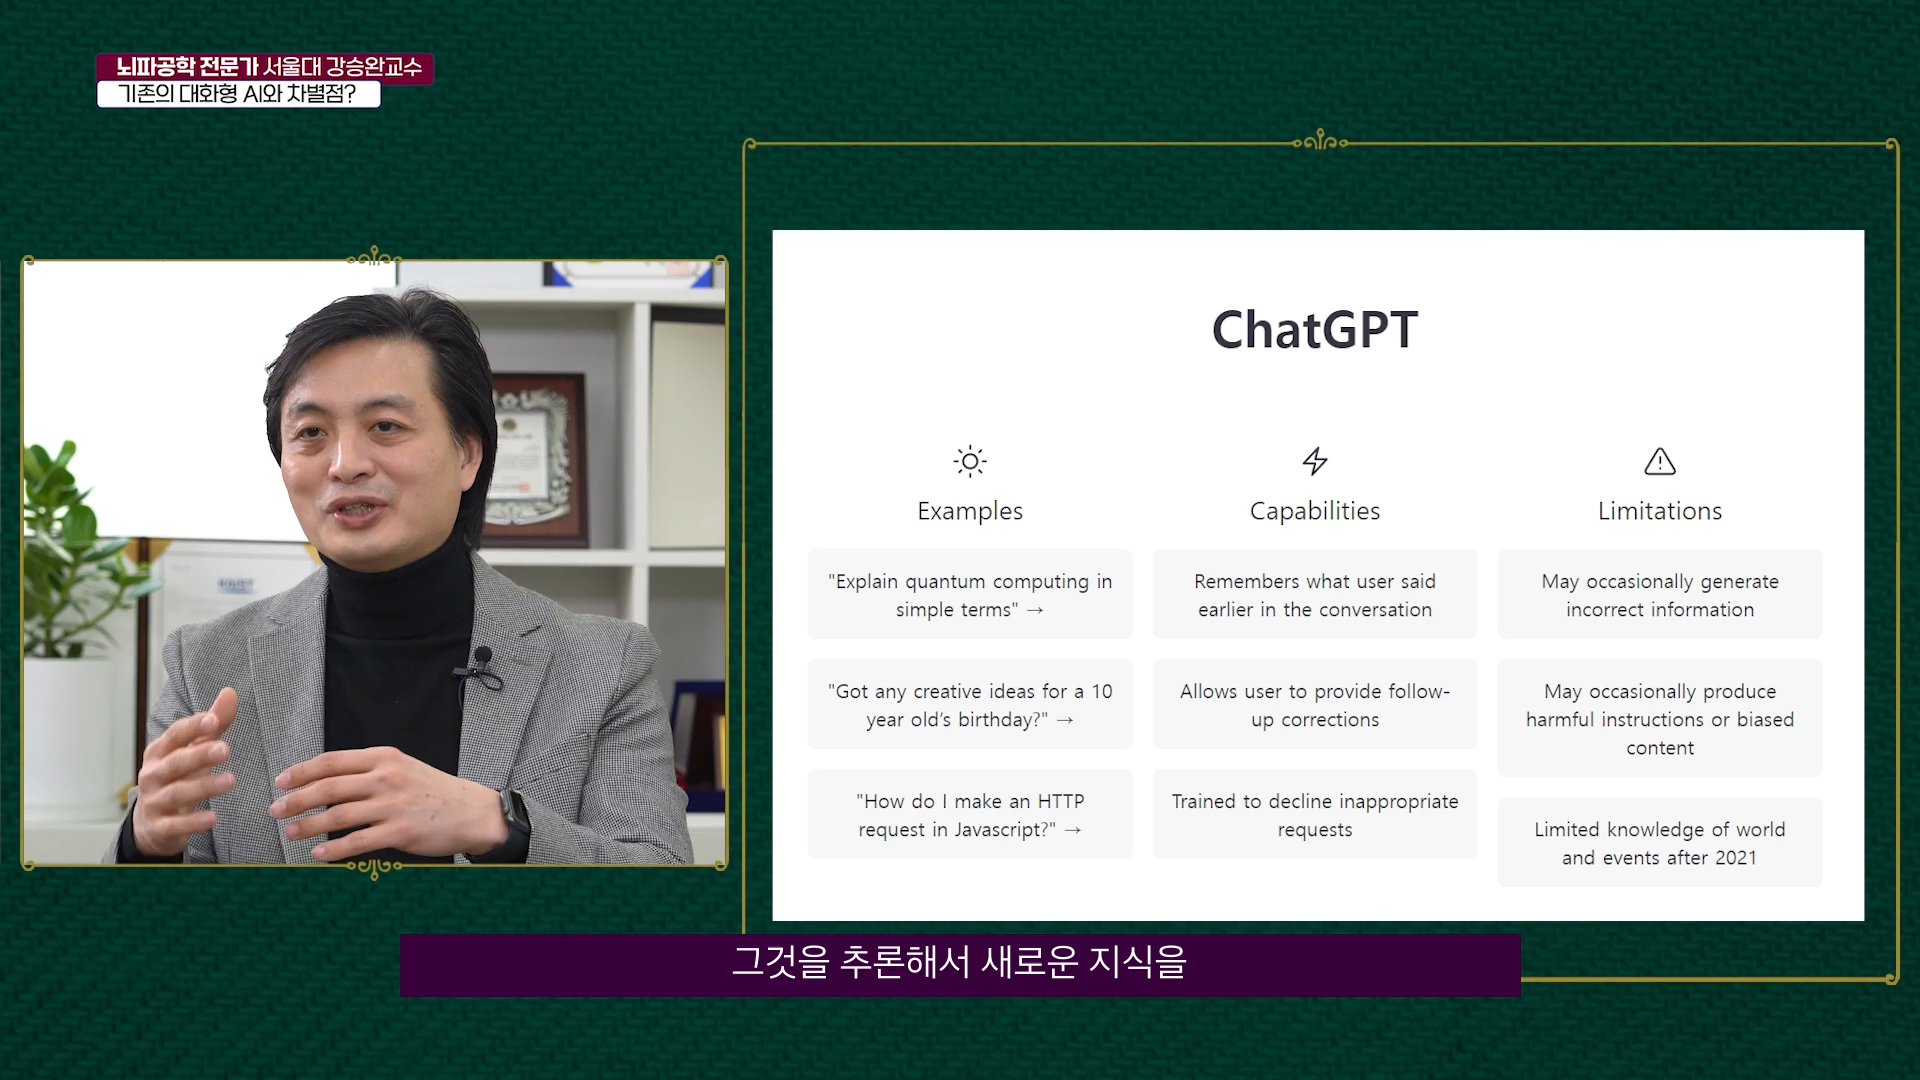 뇌파공학 전문가 서울대 강승완교수
기존의 대화형 AI와 차별점?
ChatGPT
Examples
"Explain quantum computing in
simple terms" →
"Got any creative ideas for a 10
year old’s birthday?" →
"How do I make an HTTP
request in Javascript?" →
Capabilities
Remembers what user said
earlier in the conversation
Allows user to provide follow-
up corrections
Trained to decline inappropriate
requests
Limitations
May occasionally generate
incorrect information
May occasionally produce
harmful instructions or biased
content
Limited knowledge of world
and events after 2021
그것을 추론해서 새로운 지식을